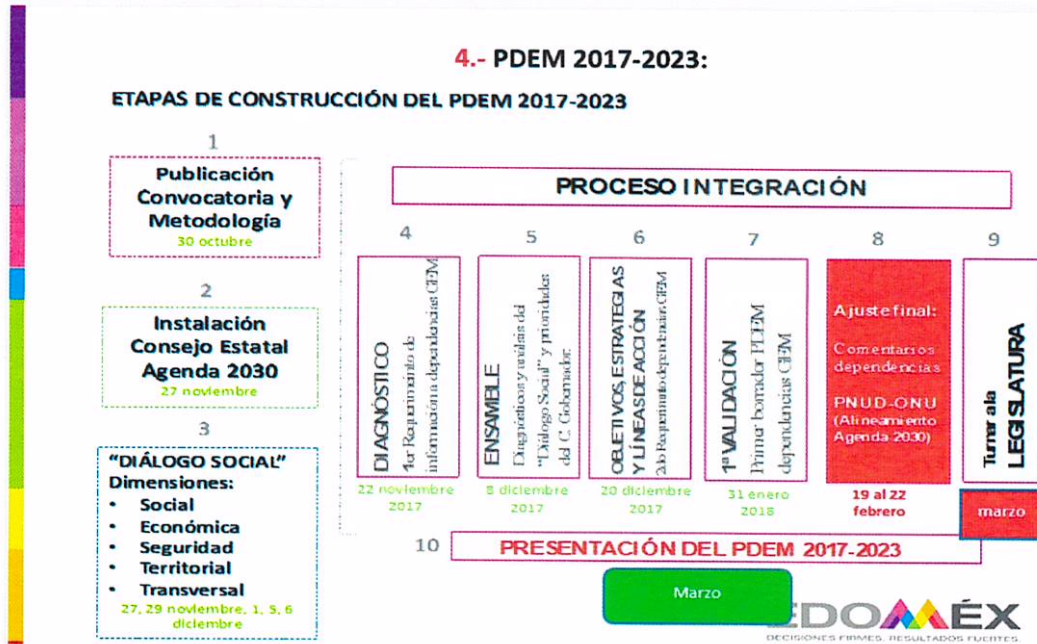 4.- PDEM 2017-2023:
ETAPAS DE CONSTRUCCIÓN DEL PDEM 2017-2023
1
Publicación
Convocatoria y
Metodología
30 octubre
2
Instalación
Consejo Estatal
Agenda 2030
27 noviembre
3
“DIÁLOGO SOCIAL”
Dimensiones:
• Social
• Económica
• Seguridad
• Territorial
• Transversal
27, 29 noviembre, 1, 5, 6
diciembre
PROCESO INTEGRACIÓN
4
DIAGNÓSTICO
1er Requerimiento de
información a dependencias GEM
22 noviembre
2017
5
ENSAMBLE
Diagnósticos y análisis del
“Diálogo Social” y prioridades
del C. Gobernador.
8 diciembre
2017
6
OBJETIVOS, ESTRATEGIAS
Y LÍNEAS DE ACCIÓN
2do Requerimiento dependencias GEM
20 diciembre
2017
7
1ª VALIDACIÓN
Primer borrador PDEM
dependencias GEM
31 enero
2018
8
Ajuste final:
Comentarios
dependencias
PNUD-ONU
(Alineamiento
Agenda 2030)
19 al 22
febrero
9
Turnar a la
LEGISLATURA
marzo
10
PRESENTACIÓN DEL PDEM 2017-2023
Marzo
EDOMÉX
DECISIONES FIRMES, RESULTADOS FUERTES.